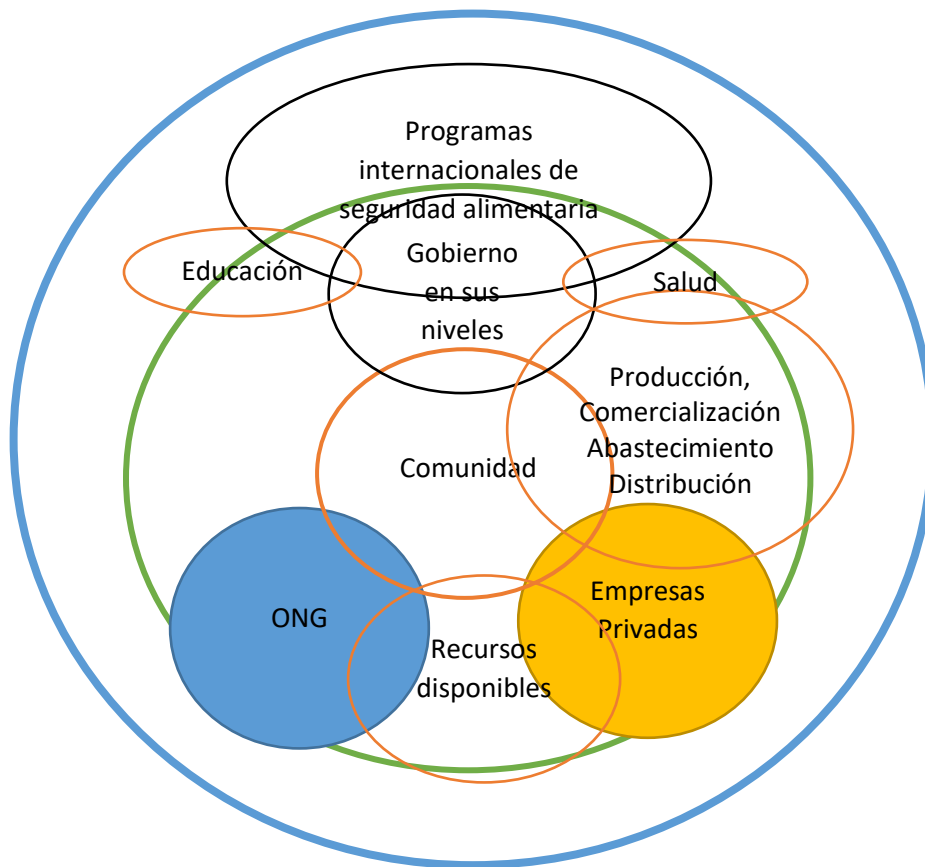 Programas
internacionales de
seguridad alimentaria
Educación
Gobierno
en sus
niveles
Salud
Producción,
Comercialización
Abastecimiento
Distribución
Comunidad
ONG
Empresas
Privadas
Recursos
disponibles